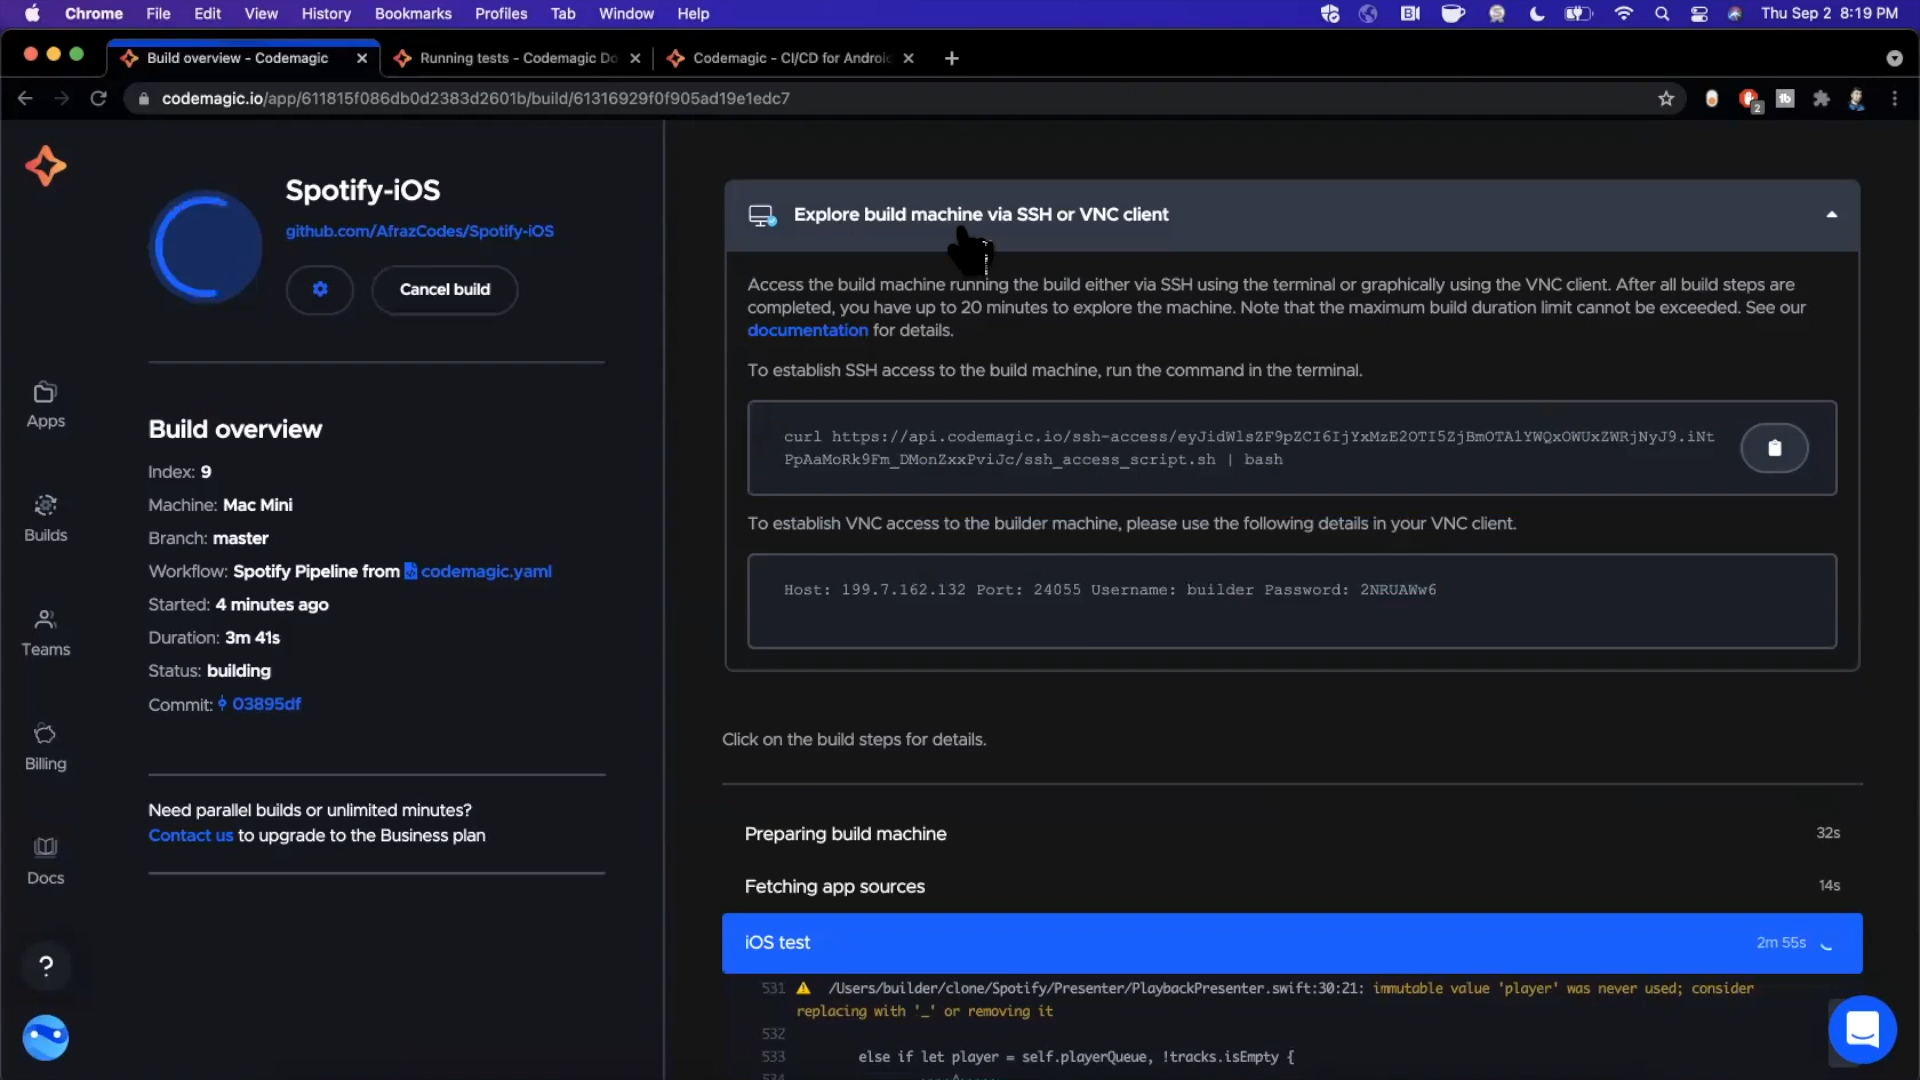 Chrome File Edit View History Bookmarks Profiles Tab Window Help Thu Sep 2 8:19 PM
Build overview - Codemagic
Running tests - Codemagic Do
Codemagic - CI/CD for Androi
codemagic.io/app/611815f086db0d2383d2601b/build/61316929f0f905ad19e1edc7
2
tb
Spotify-iOS
github.com/AfrazCodes/Spotify-iOS
Cancel build
Apps
Builds
Teams
Billing
Docs
?
Build overview
Index: 9
Machine: Mac Mini
Branch: master
Workflow: Spotify Pipeline from codemagic.yaml
Started: 4 minutes ago
Duration: 3m 41s
Status: building
Commit: 03895df
Need parallel builds or unlimited minutes?
Contact us to upgrade to the Business plan
Explore build machine via SSH or VNC client
Access the build machine running the build either via SSH using the terminal or graphically using the VNC client. After all build steps are
completed, you have up to 20 minutes to explore the machine. Note that the maximum build duration limit cannot be exceeded. See our
documentation for details.
To establish SSH access to the build machine, run the command in the terminal.
curl https://api.codemagic.io/ssh-access/eyJidWlsZF9pZCI6IjYxMzE2OTI5ZjBmOTA1YWQxOWUxZWRjNyJ9.iNt
PpAaMoRk9Fm_DMonZxxPviJc/ssh_access_script.sh | bash
To establish VNC access to the builder machine, please use the following details in your VNC client.
Host: 199.7.162.132 Port: 24055 Username: builder Password: 2NRUAWw6
Click on the build steps for details.
Preparing build machine 32s
Fetching app sources 14s
iOS test 2m 55s
531 /Users/builder/clone/Spotify/Presenter/PlaybackPresenter.swift:30:21: immutable value 'player' was never used; consider
replacing with '_' or removing it
532
533 else if let player = self.playerQueue, !tracks.isEmpty {